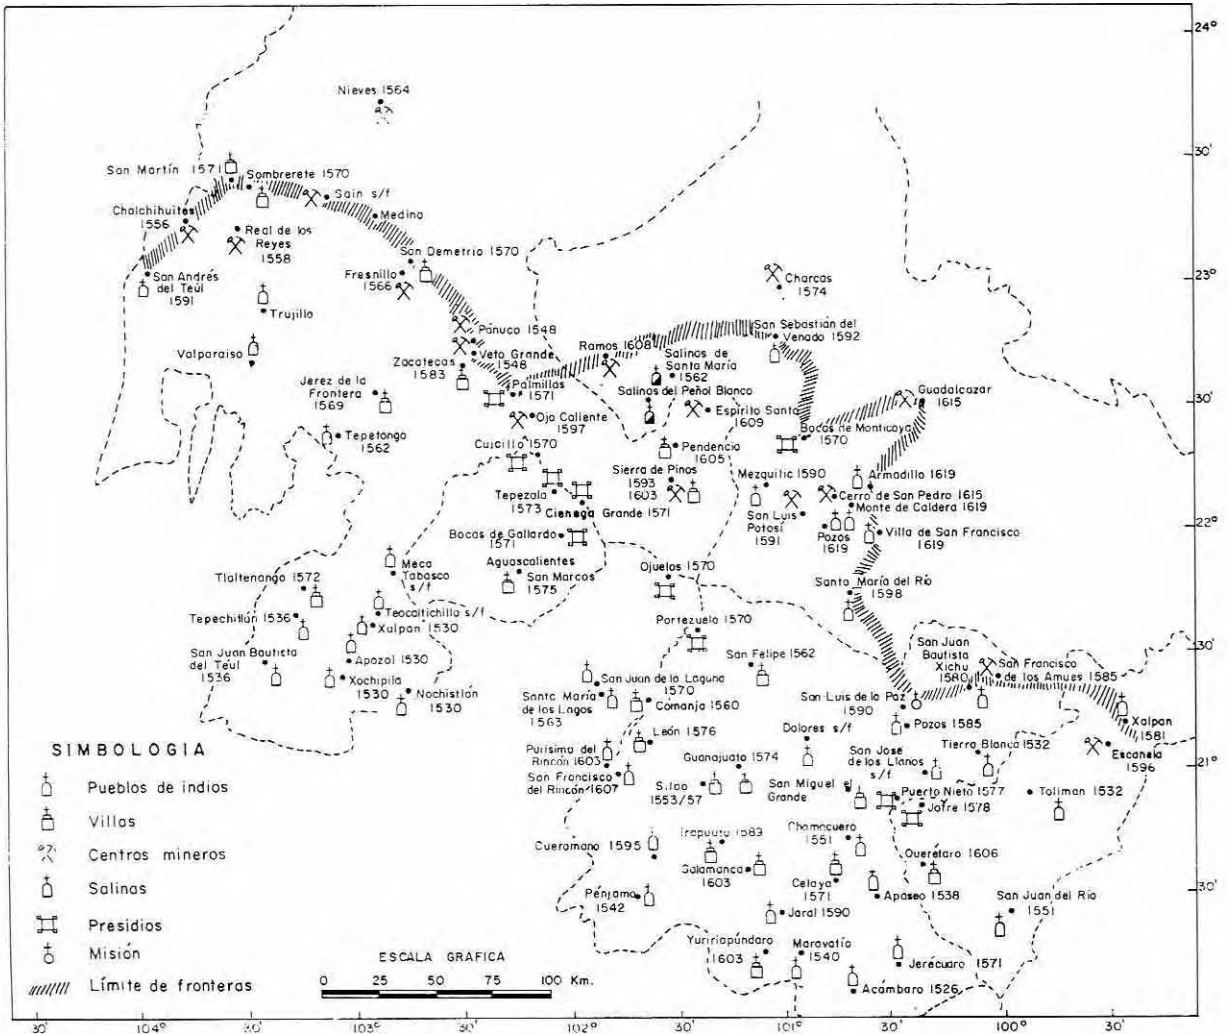 24°
Nieves 1564
30'
San Martín 1571
Sombrerete 1570
Sain s/f
Chalchihuites
1556
Medina
Real de los
Reyes
1558
San Demetrio 1570
Fresnillo
1566
San Andrés
del Teúl
1591
23°
Charcas
1574
Trujillo
Pánuco 1548
San Sebastián del
Venado 1592
Valparaiso
Veta Grande
1548
Ramos 1608
Zacatecas
1583
Salinas de
Santa María
1562
Palmillas
1571
Jerez de la
Frontera
1569
Salinas del Peñol Blanco
Guadalcazar
1615
30'
Ojo Caliente
1597
Espíritu Santo
1609
Tepetongo
1562
Bocas de Monticoya
1570
Cuicillo 1570
Pendencia
1605
Sierra de Pinos
1593
1603
Mezquitic 1590
Armadillo 1619
Tepezala
1573
Cerro de San Pedro 1615
Cienega Grande 1571
Monte de Caldera
1619
San Luis
Potosí
1591
Pozos
1619
22°
Villa de San Francisco
1619
Bocas de Gallardo
1571
Meca
Tabasco
s/f
Aguascalientes
San Marcos
1575
Ojuelos 1570
Tlaltenango 1572
Santa María del Río
1598
Tepechitlán 1536
Teocaltichillo s/f
Xalpan 1530
Portezuelo 1570
30'
San Juan Bautista
del Teúl
1536
Apozol 1530
San Felipe 1562
San Juan
Bautista
Xichu
1580
San Francisco
de los Amues 1585
Xochipila
1530
San Juan de la Laguna
1570
Nochistlán
1530
Santa María
de los Lagos
1563
Comanja 1560
San Luis de la Paz
1590
Xalpan
1581
Pozos 1585
León 1576
Dolores s/f
Escanela
1596
SIMBOLOGIA
Purísima del
Rincón 1603
Guanajuato 1574
San José
de los Llanos
s/f
Tierra Blanca 1532
21°
San Francisco
del Rincón 1607
Silao
1553/57
San Miguel el
Grande
Puerto Nieto 1577
Jofre 1578
Toliman 1532
Pueblos de indios
Villas
Centros mineros
Salinas
Presidios
Misión
Límite de fronteras
Cueramaro 1595
Irapuato 1589
Chamacuero
1551
Salamanca
1603
Querétaro 1606
Celaya
1571
Apaseo 1538
30'
Pénjamo
1542
Jaral 1590
San Juan del Río
1551
Yuririapúndaro
1603
Maravatío
1540
Jerécuaro 1571
Acámbaro 1526
ESCALA GRAFICA
0 25 50 75 100 Km.
30' 104° 30' 103° 30' 102° 30' 101° 30' 100° 30'